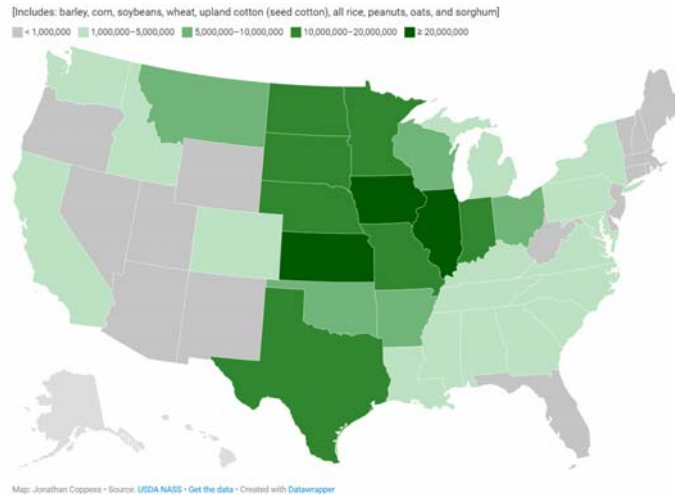 [Includes: barley, corn, soybeans, wheat, upland cotton (seed cotton), all rice, peanuts, oats, and sorghum]
< 1,000,000 1,000,000–5,000,000 5,000,000–10,000,000 10,000,000–20,000,000 ≥ 20,000,000
Map: Jonathan Coppess • Source: USDA NASS • Get the data • Created with Datawrapper